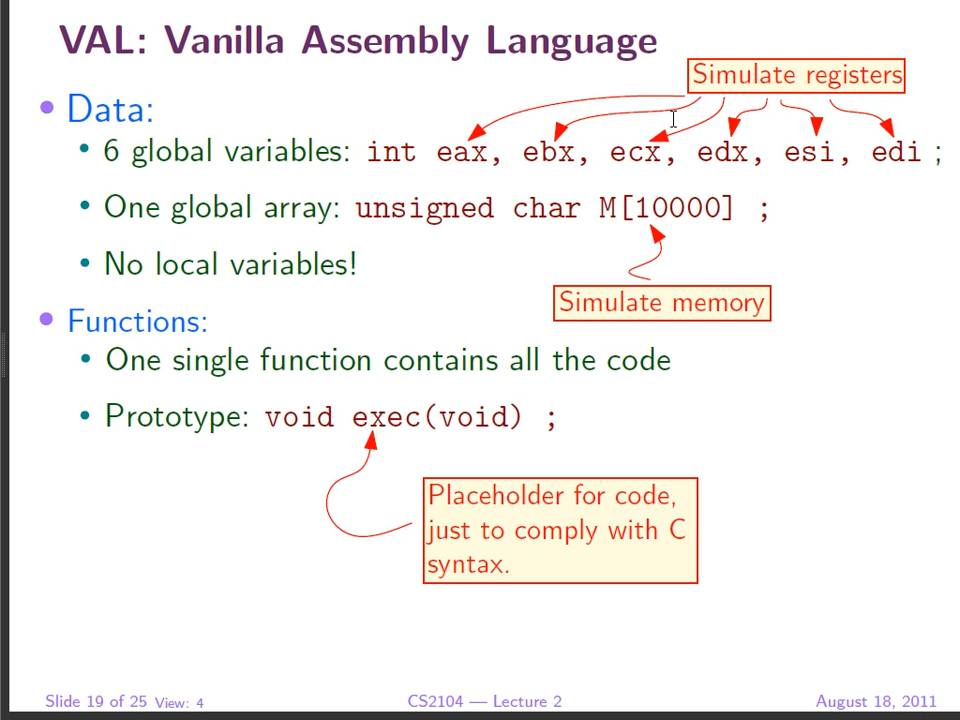 VAL: Vanilla Assembly Language
Simulate registers
• Data:
• 6 global variables: int eax, ebx, ecx, edx, esi, edi ;
• One global array: unsigned char M[10000] ;
• No local variables!
Simulate memory
• Functions:
• One single function contains all the code
• Prototype: void exec(void) ;
Placeholder for code,
just to comply with C
syntax.
Slide 19 of 25 View: 4
CS2104 — Lecture 2
August 18, 2011